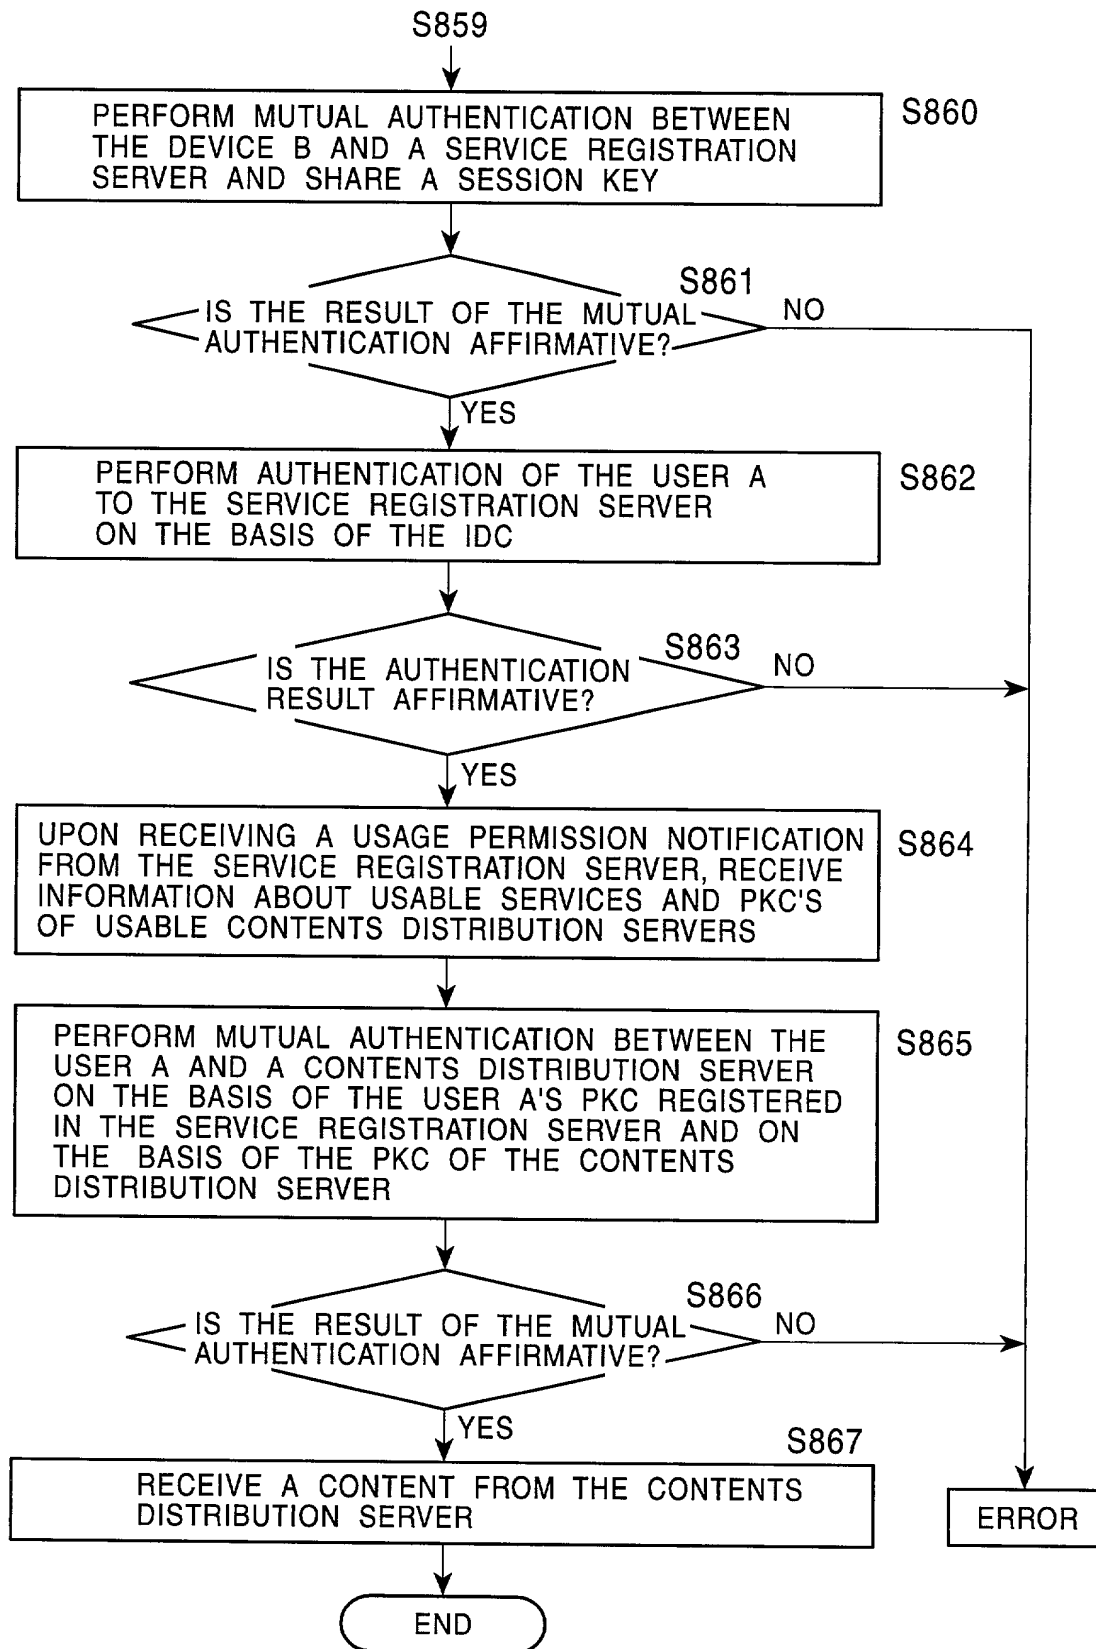 S859
PERFORM MUTUAL AUTHENTICATION BETWEEN
THE DEVICE B AND A SERVICE REGISTRATION
SERVER AND SHARE A SESSION KEY
S860
S861
IS THE RESULT OF THE MUTUAL
AUTHENTICATION AFFIRMATIVE?
NO
YES
PERFORM AUTHENTICATION OF THE USER A
TO THE SERVICE REGISTRATION SERVER
ON THE BASIS OF THE IDC
S862
S863
IS THE AUTHENTICATION
RESULT AFFIRMATIVE?
NO
YES
UPON RECEIVING A USAGE PERMISSION NOTIFICATION
FROM THE SERVICE REGISTRATION SERVER, RECEIVE
INFORMATION ABOUT USABLE SERVICES AND PKC'S
OF USABLE CONTENTS DISTRIBUTION SERVERS
S864
PERFORM MUTUAL AUTHENTICATION BETWEEN THE
USER A AND A CONTENTS DISTRIBUTION SERVER
ON THE BASIS OF THE USER A'S PKC REGISTERED
IN THE SERVICE REGISTRATION SERVER AND ON
THE BASIS OF THE PKC OF THE CONTENTS
DISTRIBUTION SERVER
S865
S866
IS THE RESULT OF THE MUTUAL
AUTHENTICATION AFFIRMATIVE?
NO
YES
S867
RECEIVE A CONTENT FROM THE CONTENTS
DISTRIBUTION SERVER
ERROR
END